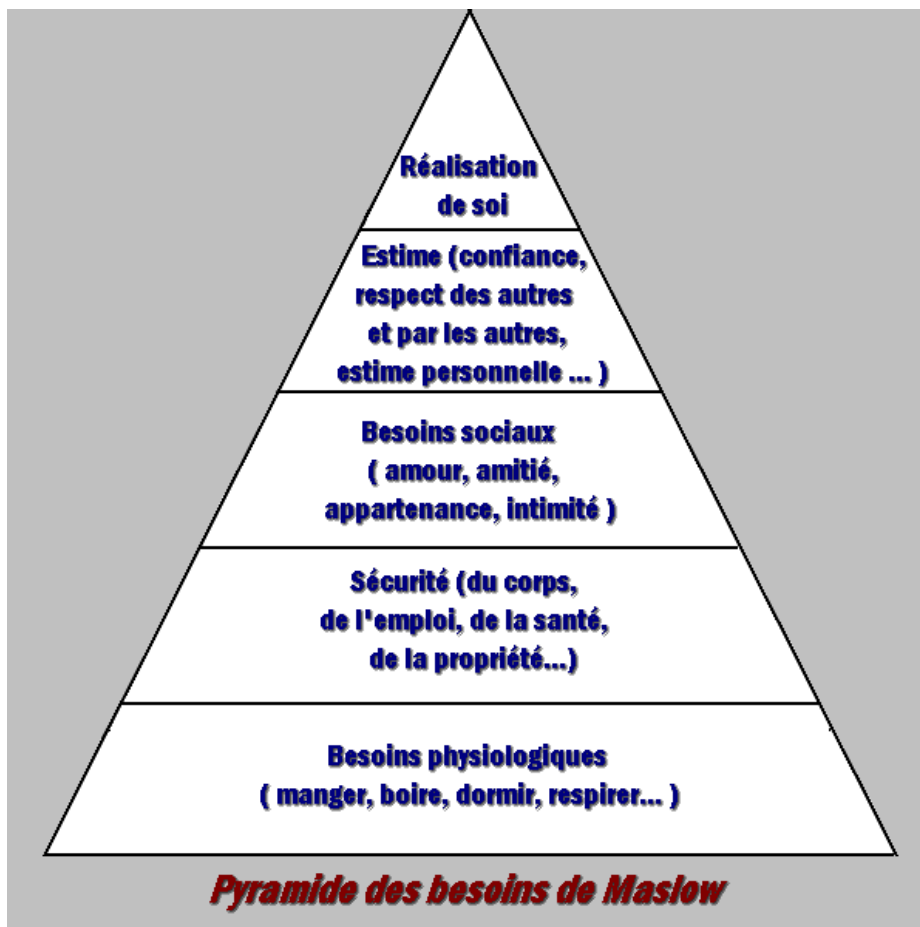 Réalisation
de soi
Estime (confiance,
respect des autres
et par les autres,
estime personnelle ... )
Besoins sociaux
( amour, amitié,
appartenance, intimité )
Sécurité (du corps,
de l'emploi, de la santé,
de la propriété...)
Besoins physiologiques
( manger, boire, dormir, respirer... )
Pyramide des besoins de Maslow